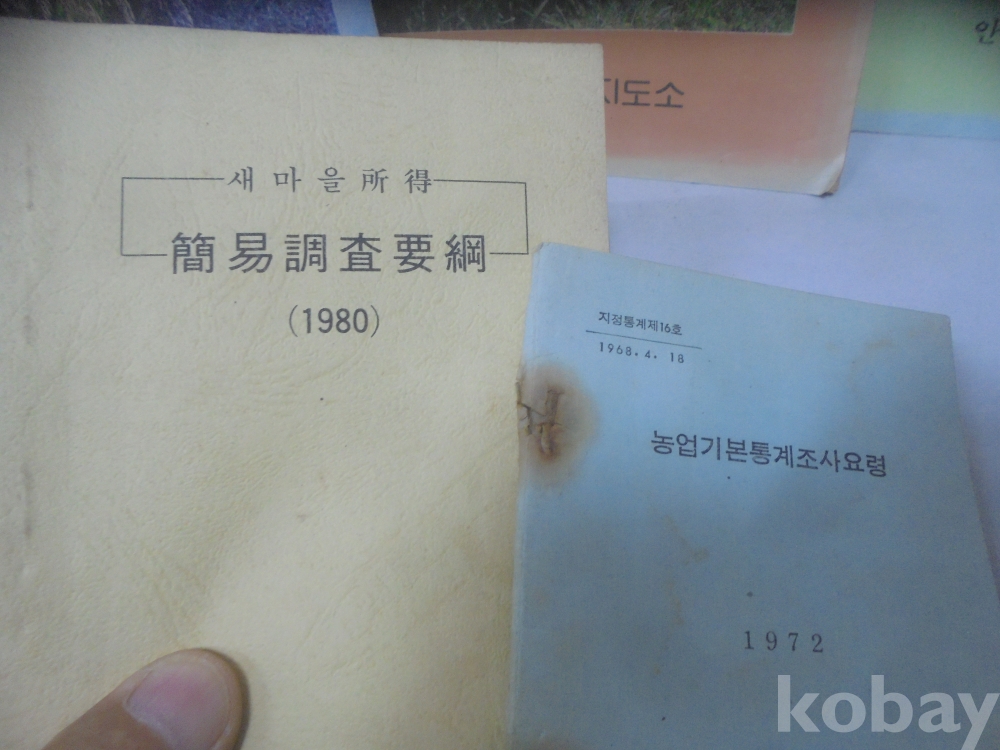 새마을所得
簡易調査要綱
(1980)
지도소
지정통계제16호
1968. 4. 18
농업기본통계조사요령
1972
kobay